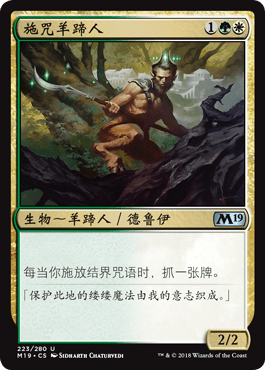 施咒羊蹄人 1
生物～羊蹄人 / 德鲁伊 M19
每当你施放结界咒语时，抓一张牌。
「保护此地的缕缕魔法由我的意志织成。」
2/2
223/280 U
M19 • CS SIDHARTH CHATURVEDI
™ & © 2018 Wizards of the Coast